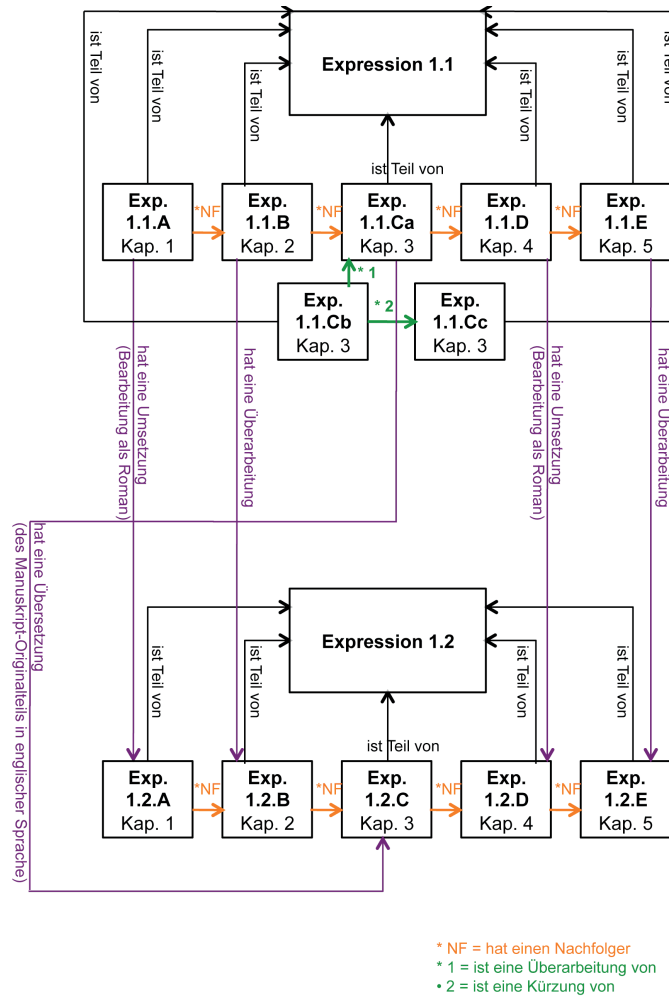 ist Teil von
ist Teil von
ist Teil von
Expression 1.1
ist Teil von
ist Teil von
ist Teil von
ist Teil von
Exp.
1.1.A
Kap. 1
*NF
Exp.
1.1.B
Kap. 2
*NF
Exp.
1.1.Ca
Kap. 3
*NF
Exp.
1.1.D
Kap. 4
*NF
Exp.
1.1.E
Kap. 5
* 1
Exp.
1.1.Cb
Kap. 3
* 2
Exp.
1.1.Cc
Kap. 3
hat eine Umsetzung
(Bearbeitung als Roman)
hat eine Überarbeitung
hat eine Umsetzung
(Bearbeitung als Roman)
hat eine Überarbeitung
hat eine Übersetzung
(des Manuskript-Originalteils in englischer Sprache)
ist Teil von
ist Teil von
Expression 1.2
ist Teil von
ist Teil von
ist Teil von
Exp.
1.2.A
Kap. 1
*NF
Exp.
1.2.B
Kap. 2
*NF
Exp.
1.2.C
Kap. 3
*NF
Exp.
1.2.D
Kap. 4
*NF
Exp.
1.2.E
Kap. 5
* NF = hat einen Nachfolger
* 1 = ist eine Überarbeitung von
• 2 = ist eine Kürzung von